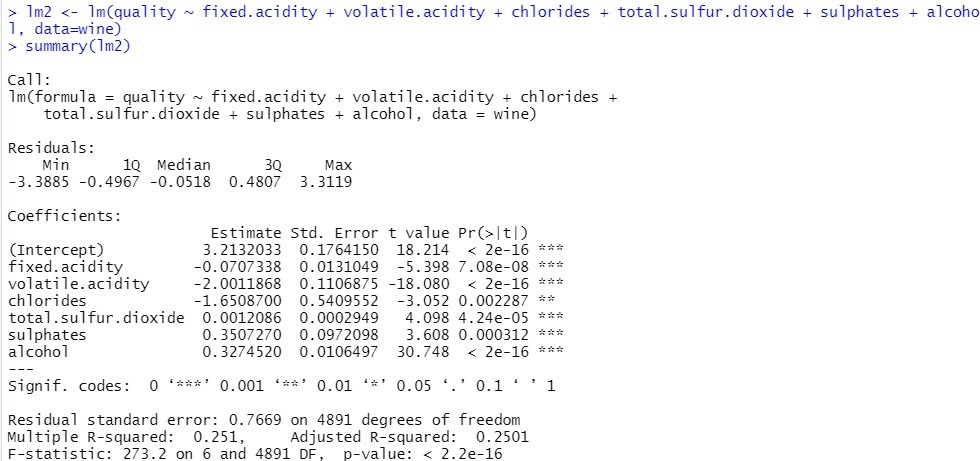 > lm2 <- lm(quality ~ fixed.acidity + volatile.acidity + chlorides + total.sulfur.dioxide + sulphates + alcoho
l, data=wine)
> summary(lm2)
Call:
lm(formula = quality ~ fixed.acidity + volatile.acidity + chlorides +
    total.sulfur.dioxide + sulphates + alcohol, data = wine)
Residuals:
    Min      1Q  Median      3Q     Max
-3.3885 -0.4967 -0.0518  0.4807  3.3119
Coefficients:
                       Estimate Std. Error t value Pr(>|t|)
(Intercept)           3.2132033  0.1764150  18.214  < 2e-16 ***
fixed.acidity        -0.0707338  0.0131049  -5.398 7.08e-08 ***
volatile.acidity     -2.0011868  0.1106875 -18.080  < 2e-16 ***
chlorides            -1.6508700  0.5409552  -3.052 0.002287 **
total.sulfur.dioxide  0.0012086  0.0002949   4.098 4.24e-05 ***
sulphates             0.3507270  0.0972098   3.608 0.000312 ***
alcohol               0.3274520  0.0106497  30.748  < 2e-16 ***
---
Signif. codes:  0 ‘***’ 0.001 ‘**’ 0.01 ‘*’ 0.05 ‘.’ 0.1 ‘ ’ 1
Residual standard error: 0.7669 on 4891 degrees of freedom
Multiple R-squared:  0.251,     Adjusted R-squared:  0.2501
F-statistic: 273.2 on 6 and 4891 DF,  p-value: < 2.2e-16